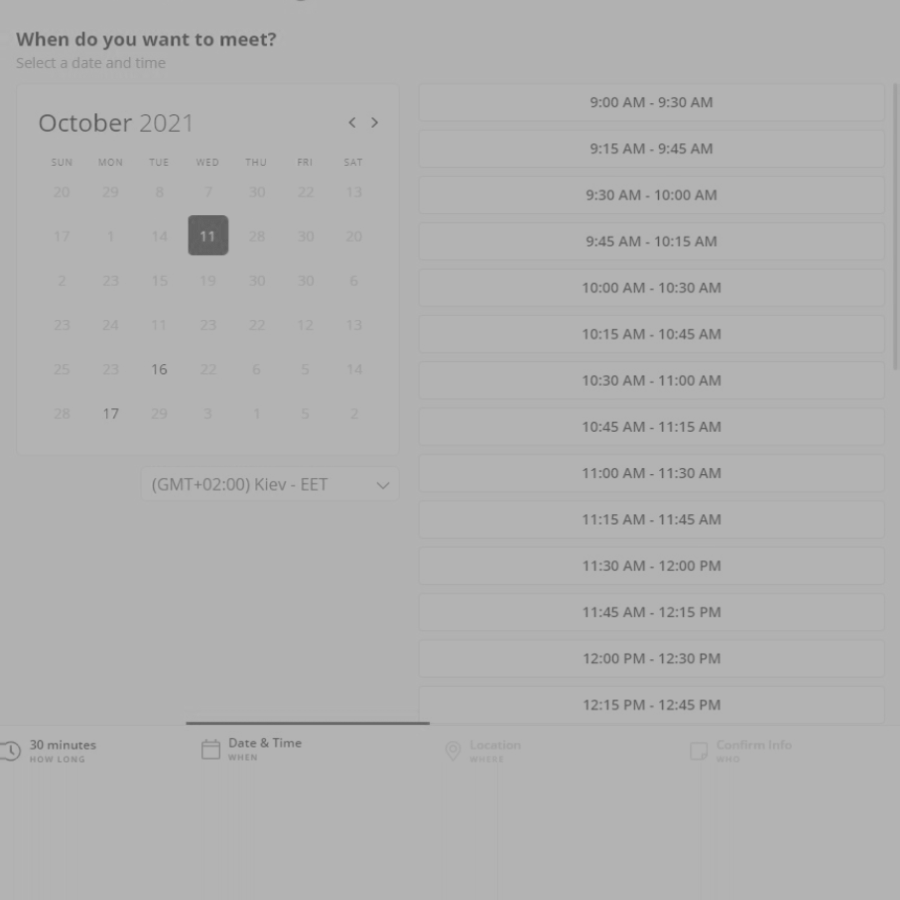 When do you want to meet?
Select a date and time
October 2021
SUN MON TUE WED THU FRI SAT
20 29 8 7 30 22 13
17 1 14 11 28 30 20
2 23 15 19 30 30 6
23 24 11 23 22 12 13
25 23 16 22 6 5 14
28 17 29 3 1 5 2
(GMT+02:00) Kiev - EET
9:00 AM - 9:30 AM
9:15 AM - 9:45 AM
9:30 AM - 10:00 AM
9:45 AM - 10:15 AM
10:00 AM - 10:30 AM
10:15 AM - 10:45 AM
10:30 AM - 11:00 AM
10:45 AM - 11:15 AM
11:00 AM - 11:30 AM
11:15 AM - 11:45 AM
11:30 AM - 12:00 PM
11:45 AM - 12:15 PM
12:00 PM - 12:30 PM
12:15 PM - 12:45 PM
30 minutes
HOW LONG
Date & Time
WHEN
Location
WHERE
Confirm Info
WHO